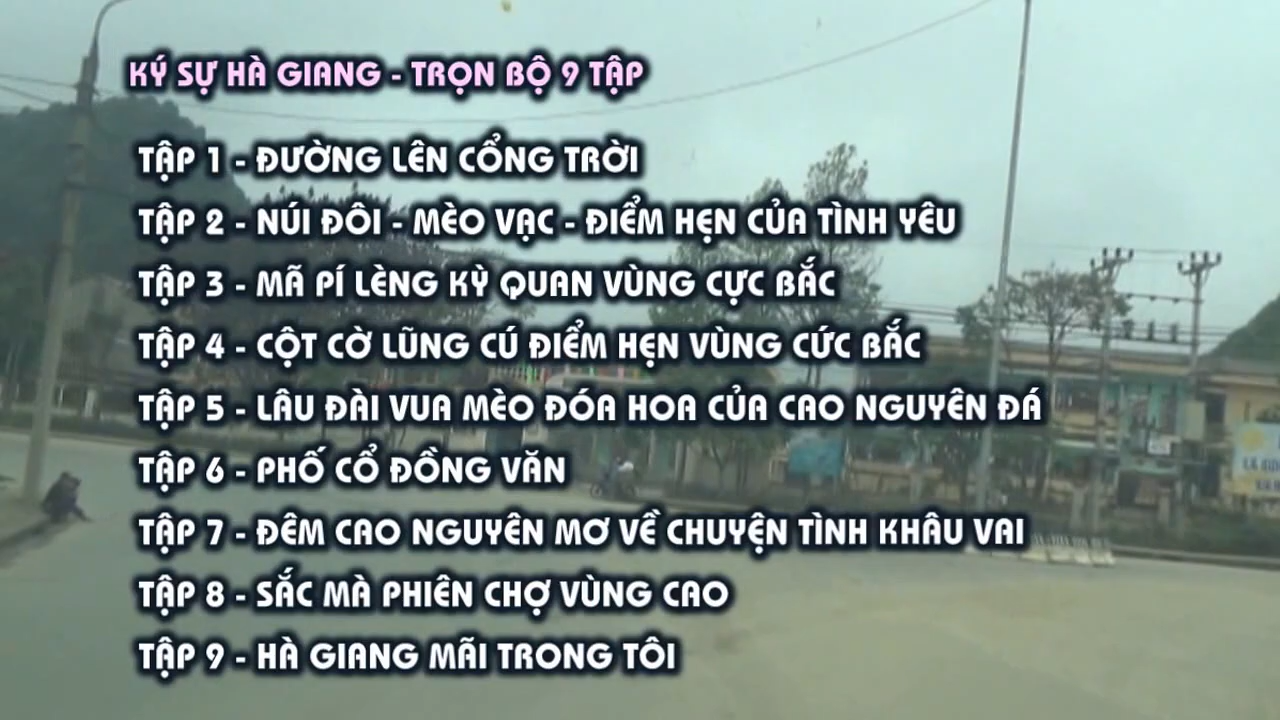 KÝ SỰ HÀ GIANG - TRỌN BỘ 9 TẬP
TẬP 1 - ĐƯỜNG LÊN CỔNG TRỜI
TẬP 2 - NÚI ĐÔI - MÈO VẠC - ĐIỂM HẸN CỦA TÌNH YÊU
TẬP 3 - MÃ PÍ LÈNG KỲ QUAN VÙNG CỰC BẮC
TẬP 4 - CỘT CỜ LŨNG CÚ ĐIỂM HẸN VÙNG CỨC BẮC
TẬP 5 - LÂU ĐÀI VUA MÈO ĐÓA HOA CỦA CAO NGUYÊN ĐÁ
TẬP 6 - PHỐ CỔ ĐỒNG VĂN
TẬP 7 - ĐÊM CAO NGUYÊN MƠ VỀ CHUYỆN TÌNH KHÂU VAI
TẬP 8 - SẮC MÀ PHIÊN CHỢ VÙNG CAO
TẬP 9 - HÀ GIANG MÃI TRONG TÔI